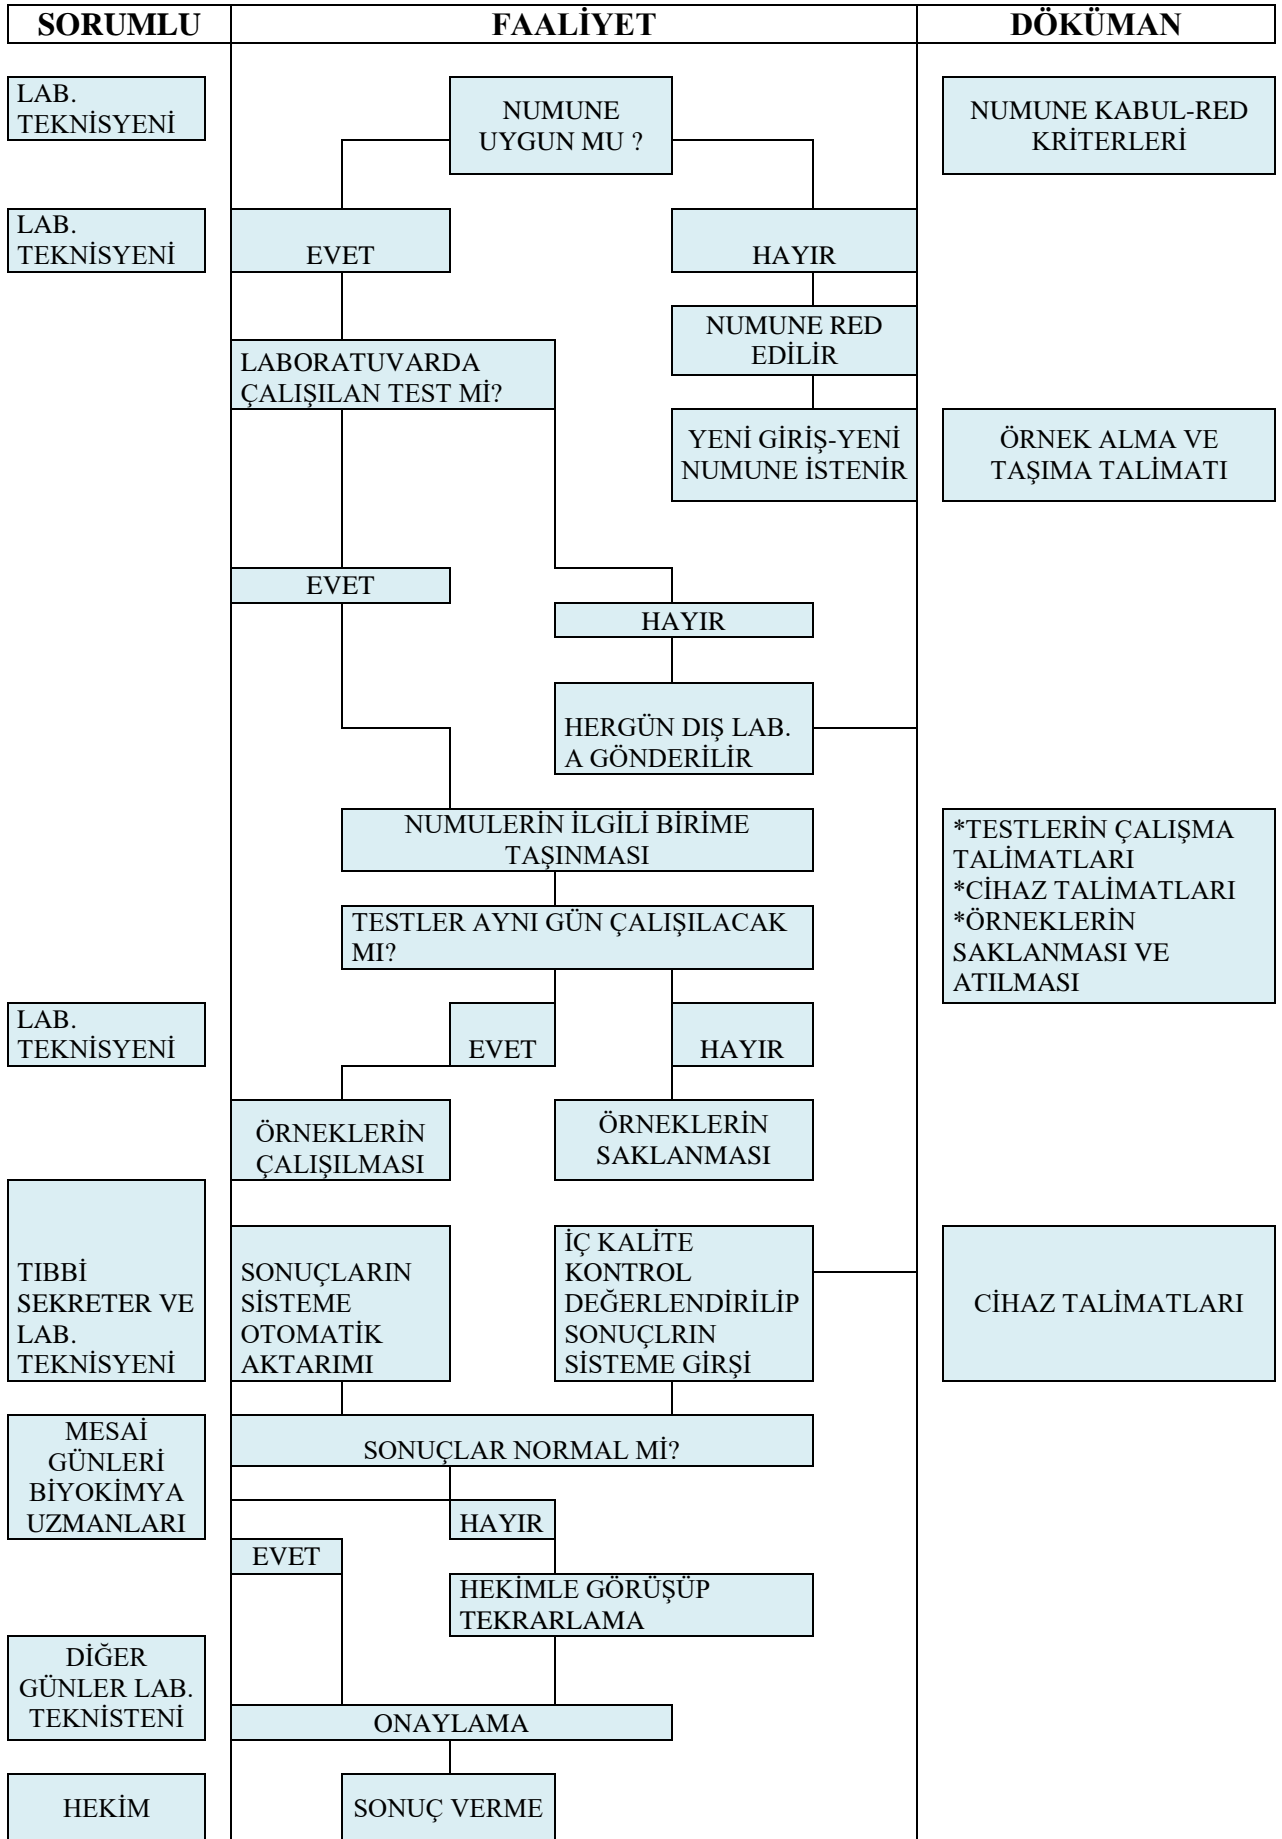 SORUMLU
FAALİYET
DÖKÜMAN
LAB.
TEKNİSYENİ
NUMUNE
UYGUN MU ?
NUMUNE KABUL-RED
KRİTERLERİ
LAB.
TEKNİSYENİ
EVET
HAYIR
NUMUNE RED
EDİLİR
LABORATUVARDA
ÇALIŞILAN TEST Mİ?
YENİ GİRİŞ-YENİ
NUMUNE İSTENİR
ÖRNEK ALMA VE
TAŞIMA TALİMATI
EVET
HAYIR
HERGÜN DIŞ LAB.
A GÖNDERİLİR
NUMULERİN İLGİLİ BİRİME
TAŞINMASI
*TESTLERİN ÇALIŞMA
TALİMATLARI
*CİHAZ TALİMATLARI
*ÖRNEKLERİN
SAKLANMASI VE
ATILMASI
TESTLER AYNI GÜN ÇALIŞILACAK
MI?
LAB.
TEKNİSYENİ
EVET
HAYIR
ÖRNEKLERİN
ÇALIŞILMASI
ÖRNEKLERİN
SAKLANMASI
TIBBİ
SEKRETER VE
LAB.
TEKNİSYENİ
SONUÇLARIN
SİSTEME
OTOMATİK
AKTARIMI
İÇ KALİTE
KONTROL
DEĞERLENDİRİLİP
SONUÇLRIN
SİSTEME GİRŞİ
CİHAZ TALİMATLARI
MESAİ
GÜNLERİ
BİYOKİMYA
UZMANLARI
SONUÇLAR NORMAL Mİ?
HAYIR
EVET
HEKİMLE GÖRÜŞÜP
TEKRARLAMA
DİĞER
GÜNLER LAB.
TEKNİSTENİ
ONAYLAMA
HEKİM
SONUÇ VERME